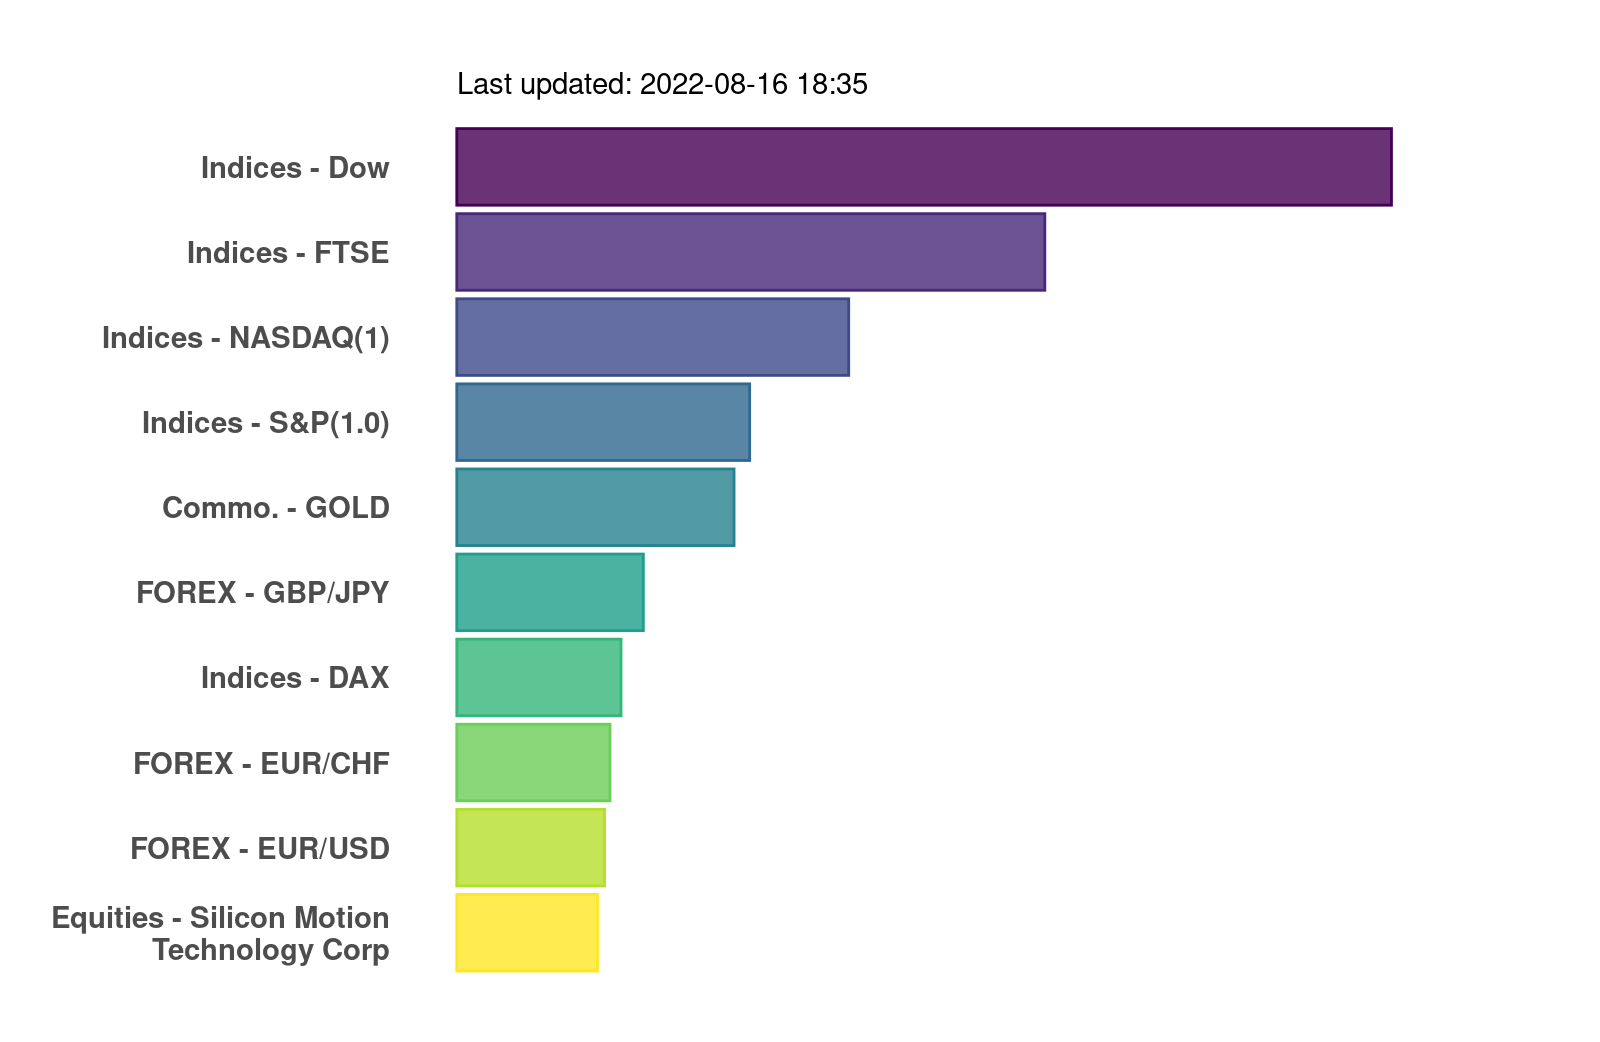 Last updated: 2022-08-16 18:35
Indices - Dow
Indices - FTSE
Indices - NASDAQ(1)
Indices - S&P(1.0)
Commo. - GOLD
FOREX - GBP/JPY
Indices - DAX
FOREX - EUR/CHF
FOREX - EUR/USD
Equities - Silicon Motion
Technology Corp